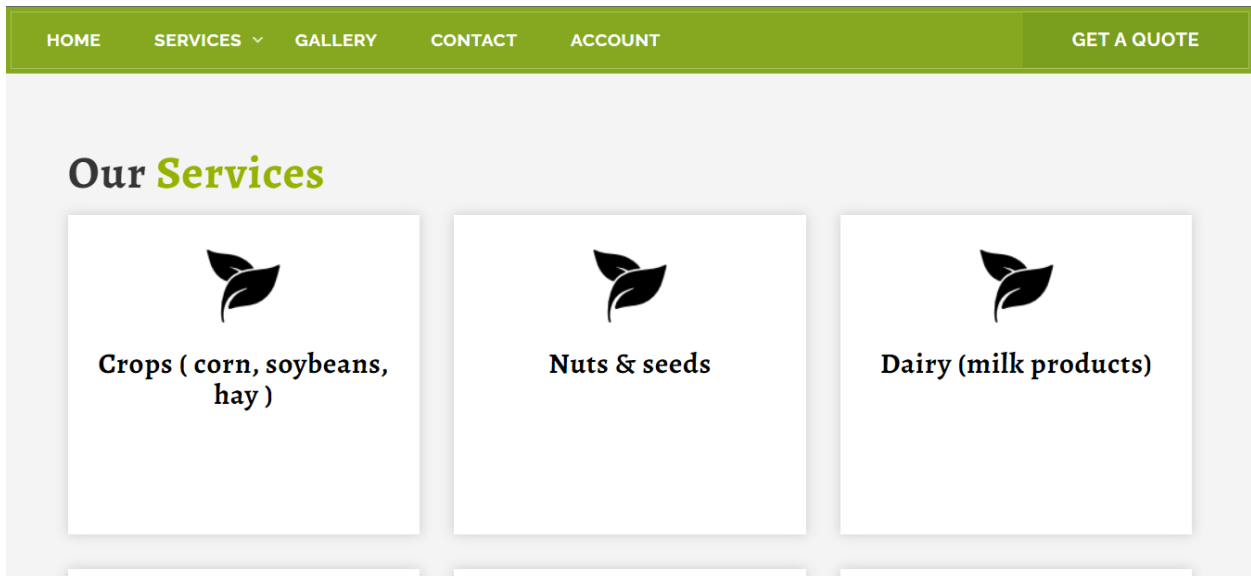 HOME SERVICES GALLERY CONTACT ACCOUNT GET A QUOTE
Our Services
Crops ( corn, soybeans,
hay )
Nuts & seeds
Dairy (milk products)